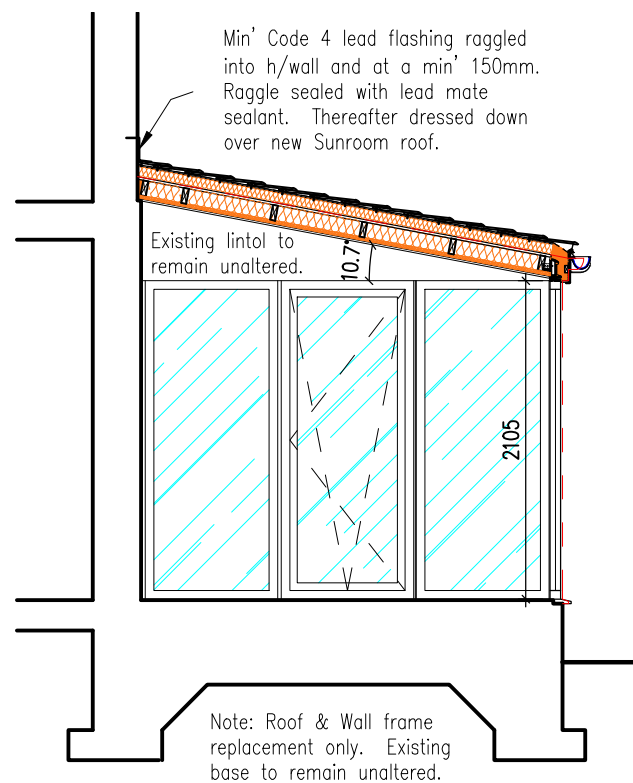 Min' Code 4 lead flashing raggled
into h/wall and at a min' 150mm.
Raggle sealed with lead mate
sealant. Thereafter dressed down
over new Sunroom roof.
Existing lintol to
remain unaltered.
10.7°
2105
Note: Roof & Wall frame
replacement only. Existing
base to remain unaltered.